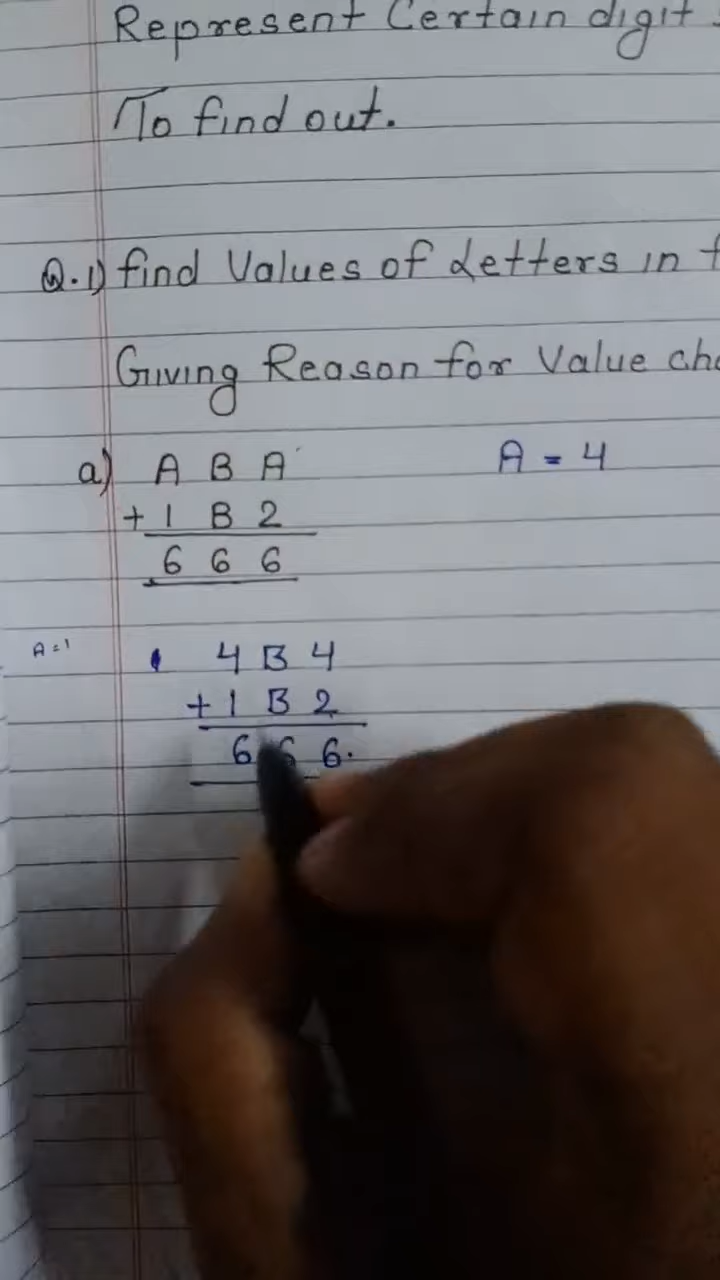 Represent Certain digit
To find out.
Q.1) find Values of Letters in
Giving Reason for Value
a) A B A
A = 4
+ 1 B 2
6 6 6
A = 1
4 B 4
+ 1 B 2
6 6 6.